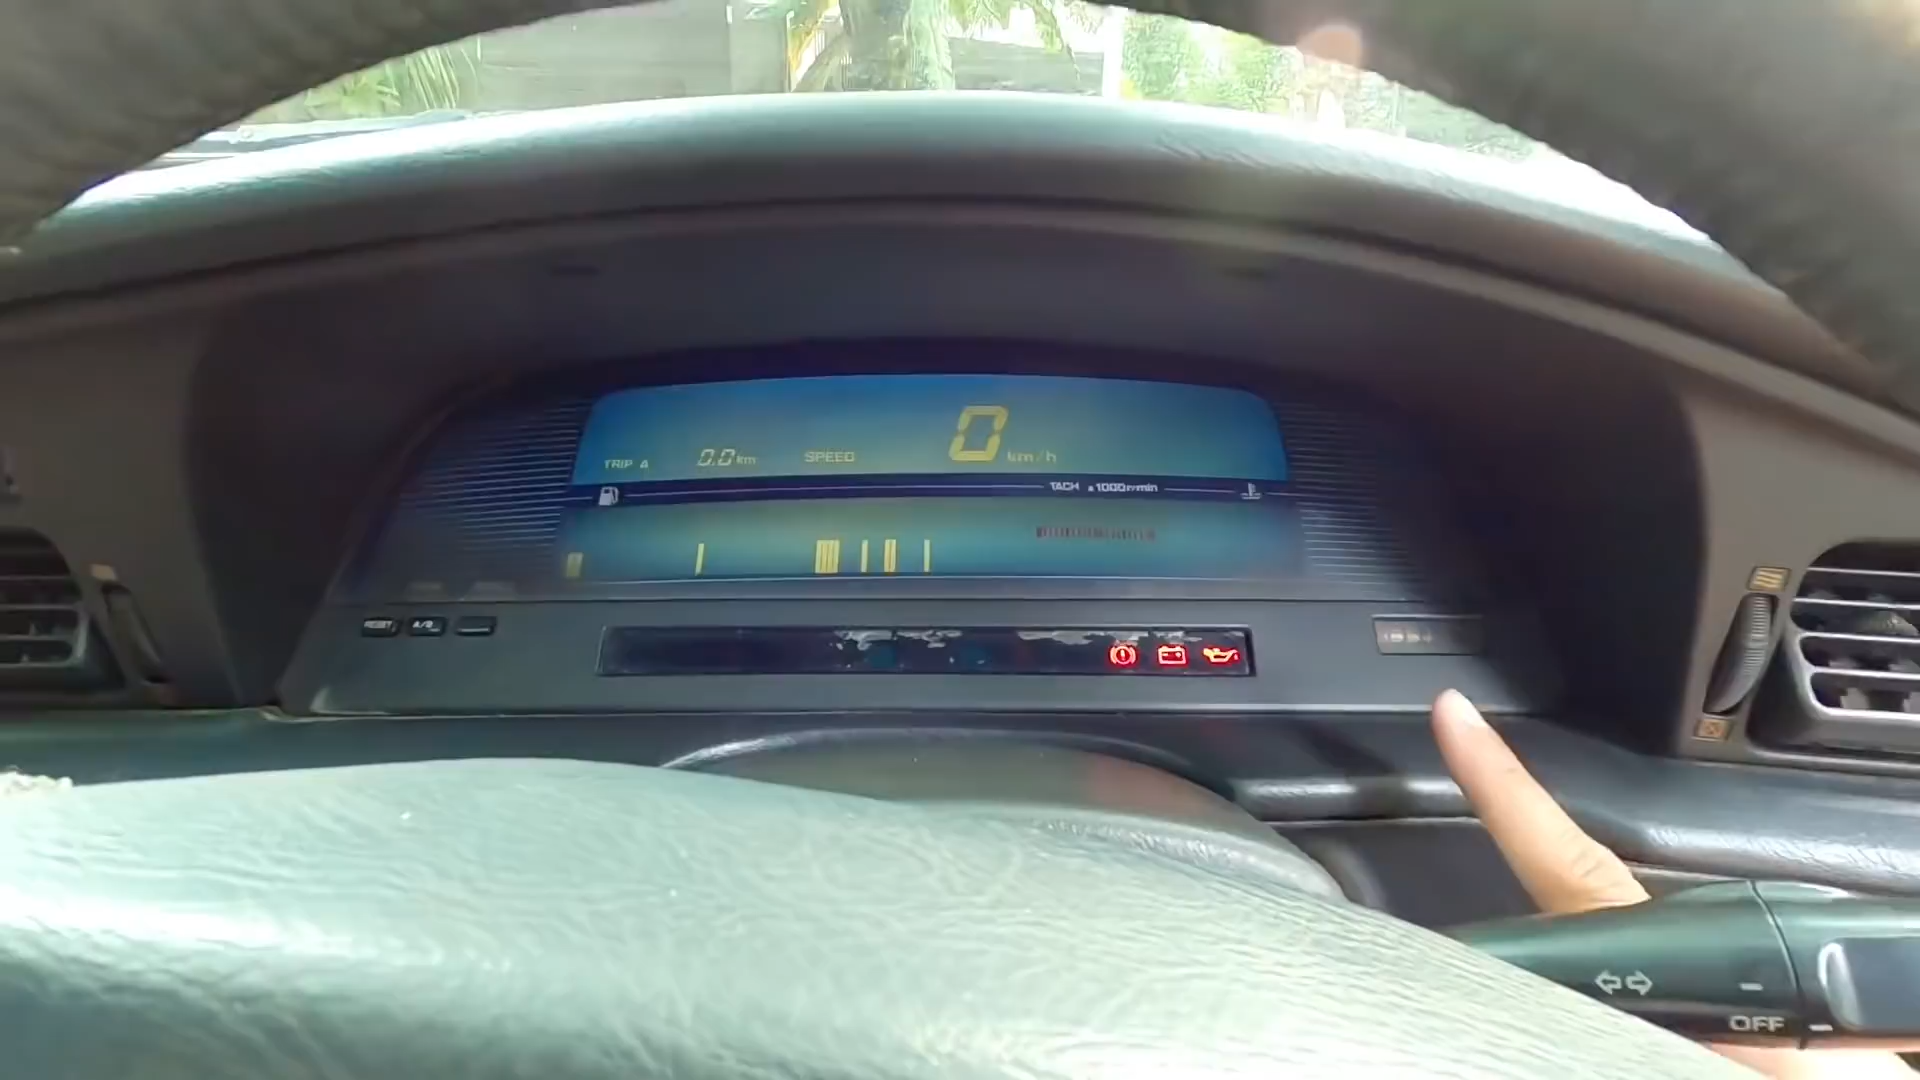 TRIP A 0.0 km SPEED 0 km/h
TACH x1000r/min
RESET A/B
OFF